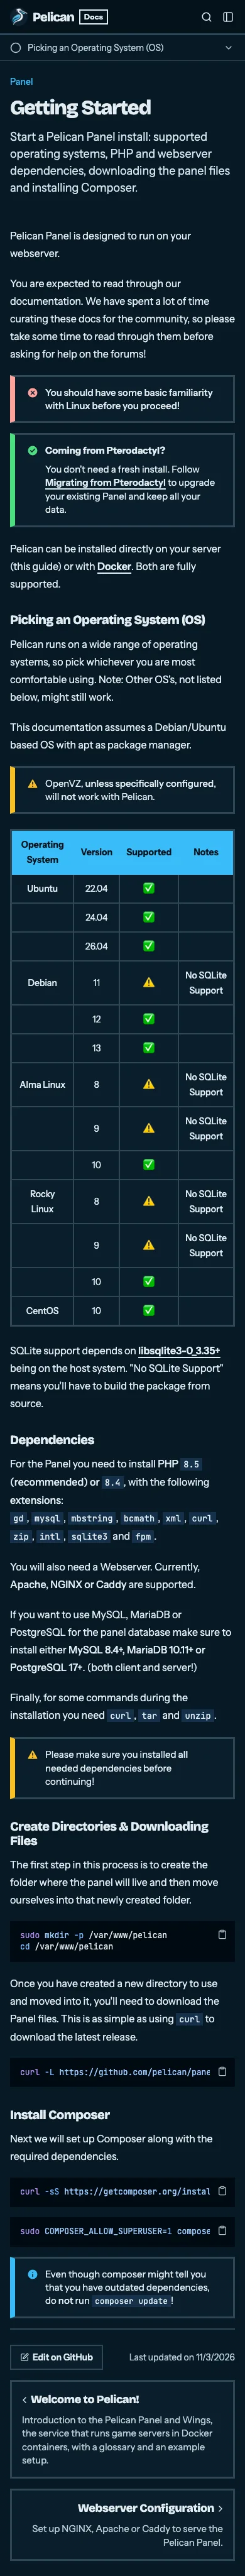 Pelican Docs
Picking an Operating System (OS)
Panel
Getting Started
Start a Pelican Panel install: supported
operating systems, PHP and webserver
dependencies, downloading the panel files
and installing Composer.
Pelican Panel is designed to run on your
webserver.
You are expected to read through our
documentation. We have spent a lot of time
curating these docs for the community, so please
take some time to read through them before
asking for help on the forums!
You should have some basic familiarity
with Linux before you proceed!
Coming from Pterodactyl?
You don't need a fresh install. Follow
Migrating from Pterodactyl to upgrade
your existing Panel and keep all your
data.
Pelican can be installed directly on your server
(this guide) or with Docker. Both are fully
supported.
Picking an Operating System (OS)
Pelican runs on a wide range of operating
systems, so pick whichever you are most
comfortable using. Note: Other OS's, not listed
below, might still work.
This documentation assumes a Debian/Ubuntu
based OS with apt as package manager.
OpenVZ, unless specifically configured,
will not work with Pelican.
Operating System Version Supported Notes
Ubuntu 22.04 ✅
24.04 ✅
26.04 ✅
Debian 11 ⚠️ No SQLite Support
12 ✅
13 ✅
Alma Linux 8 ⚠️ No SQLite Support
9 ⚠️ No SQLite Support
10 ✅
Rocky Linux 8 ⚠️ No SQLite Support
9 ⚠️ No SQLite Support
10 ✅
CentOS 10 ✅
SQLite support depends on libsqlite3-0_3.35+
being on the host system. "No SQLite Support"
means you'll have to build the package from
source.
Dependencies
For the Panel you need to install PHP 8.5
(recommended) or 8.4, with the following
extensions:
gd, mysql, mbstring, bcmath, xml, curl,
zip, intl, sqlite3 and fpm.
You will also need a Webserver. Currently,
Apache, NGINX or Caddy are supported.
If you want to use MySQL, MariaDB or
PostgreSQL for the panel database make sure to
install either MySQL 8.4+, MariaDB 10.11+ or
PostgreSQL 17+. (both client and server!)
Finally, for some commands during the
installation you need curl, tar and unzip.
Please make sure you installed all
needed dependencies before
continuing!
Create Directories & Downloading
Files
The first step in this process is to create the
folder where the panel will live and then move
ourselves into that newly created folder.
sudo mkdir -p /var/www/pelican
cd /var/www/pelican
Once you have created a new directory to use
and moved into it, you'll need to download the
Panel files. This is as simple as using curl to
download the latest release.
curl -L https://github.com/pelican/pane
Install Composer
Next we will set up Composer along with the
required dependencies.
curl -sS https://getcomposer.org/instal
sudo COMPOSER_ALLOW_SUPERUSER=1 compose
Even though composer might tell you
that you have outdated dependencies,
do not run composer update!
Edit on GitHub Last updated on 11/3/2026
Welcome to Pelican!
Introduction to the Pelican Panel and Wings,
the service that runs game servers in Docker
containers, with a glossary and an example
setup.
Webserver Configuration
Set up NGINX, Apache or Caddy to serve the
Pelican Panel.